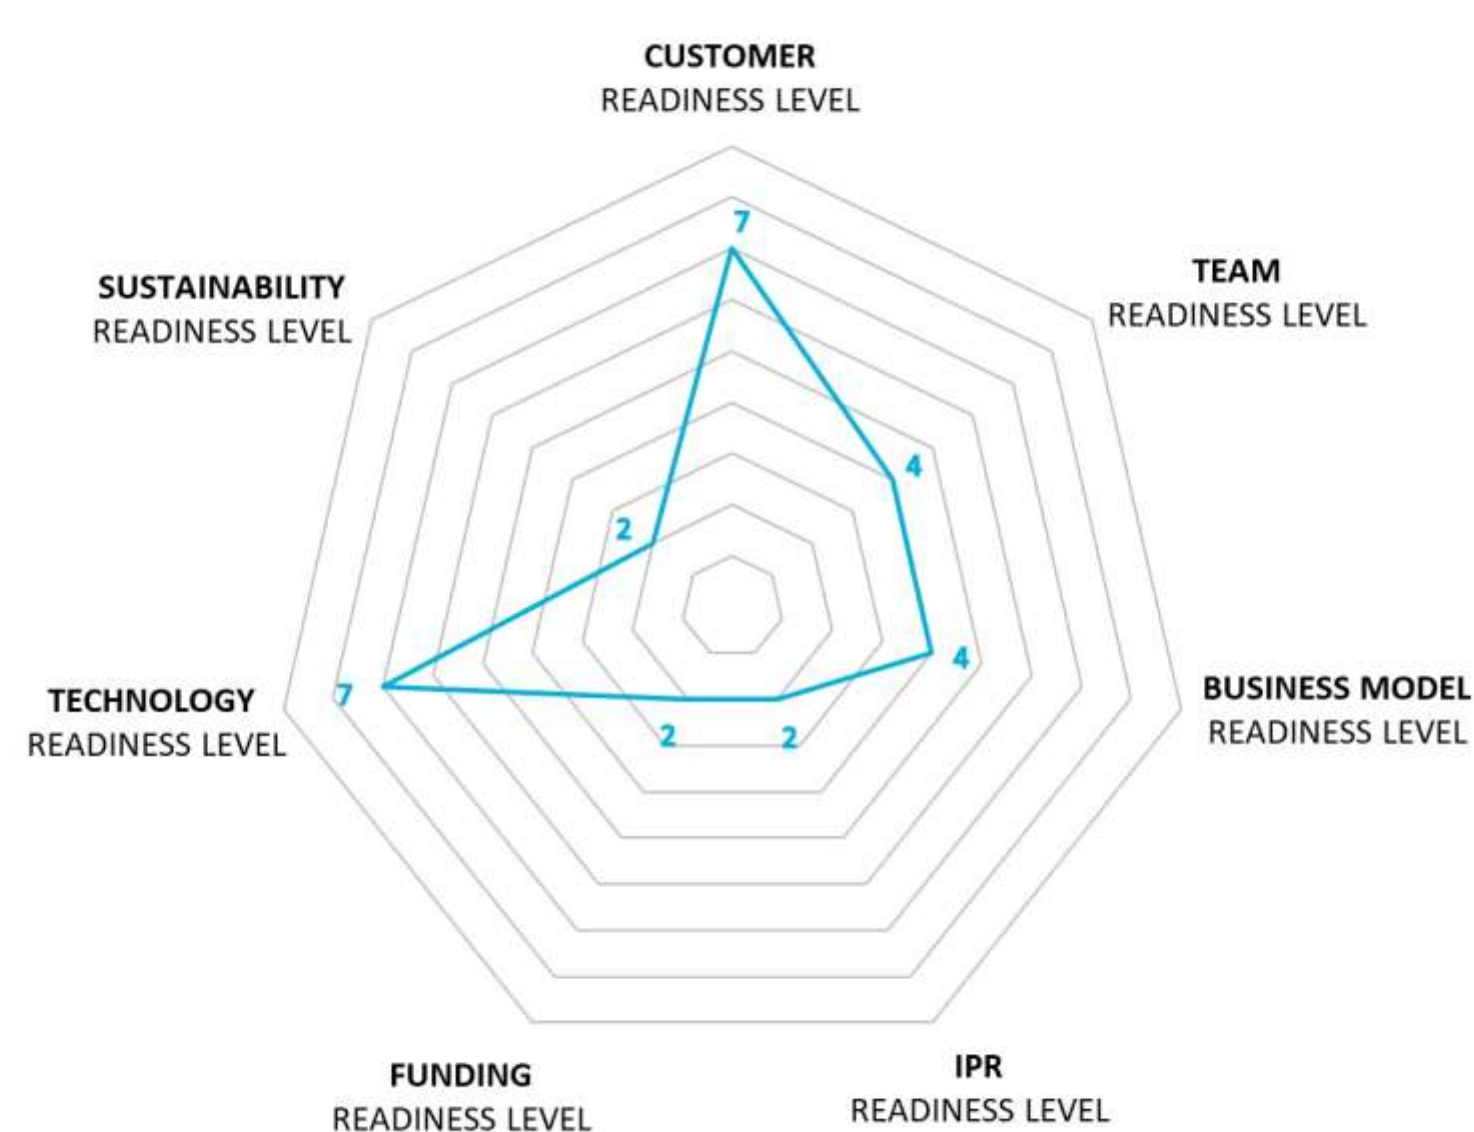 CUSTOMER
READINESS LEVEL
7
TEAM
READINESS LEVEL
SUSTAINABILITY
READINESS LEVEL
4
2
4
BUSINESS MODEL
READINESS LEVEL
TECHNOLOGY
READINESS LEVEL
7
2
2
IPR
READINESS LEVEL
FUNDING
READINESS LEVEL